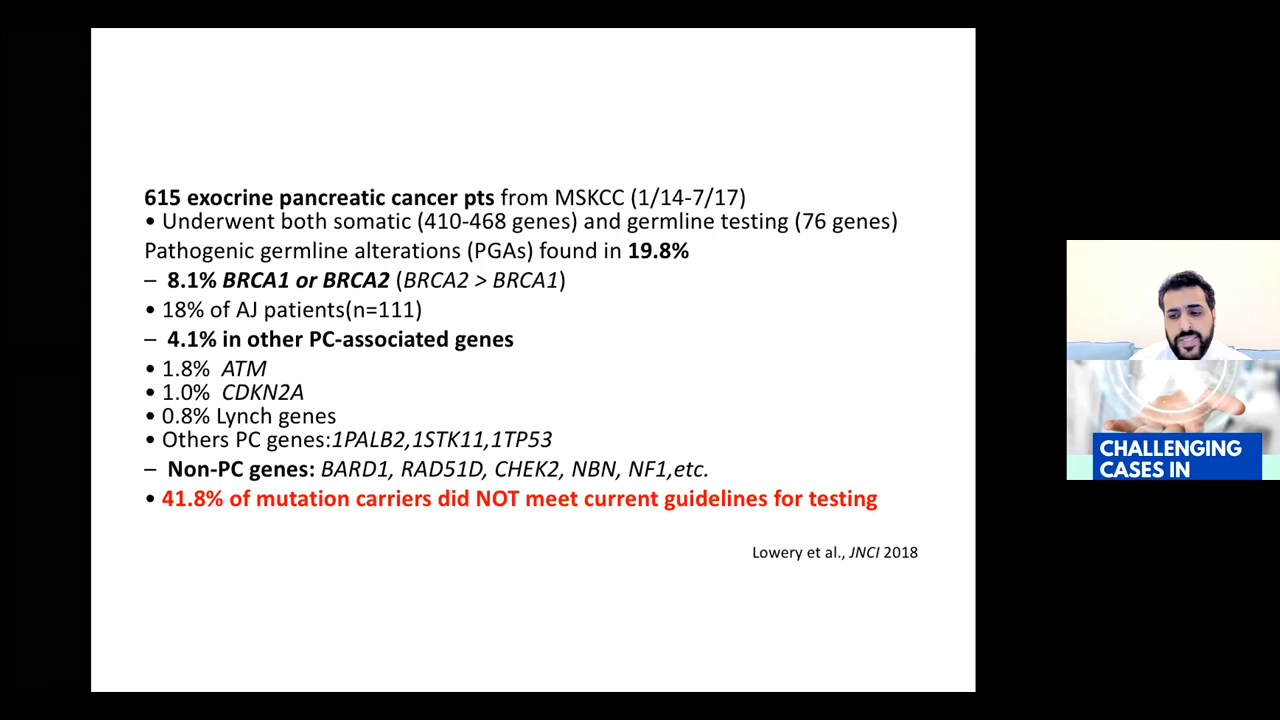 615 exocrine pancreatic cancer pts from MSKCC (1/14-7/17)
• Underwent both somatic (410-468 genes) and germline testing (76 genes)
Pathogenic germline alterations (PGAs) found in 19.8%
– 8.1% BRCA1 or BRCA2 (BRCA2 > BRCA1)
• 18% of AJ patients(n=111)
– 4.1% in other PC-associated genes
• 1.8% ATM
• 1.0% CDKN2A
• 0.8% Lynch genes
• Others PC genes:1PALB2,1STK11,1TP53
– Non-PC genes: BARD1, RAD51D, CHEK2, NBN, NF1,etc.
• 41.8% of mutation carriers did NOT meet current guidelines for testing
Lowery et al., JNCI 2018
CHALLENGING
CASES IN